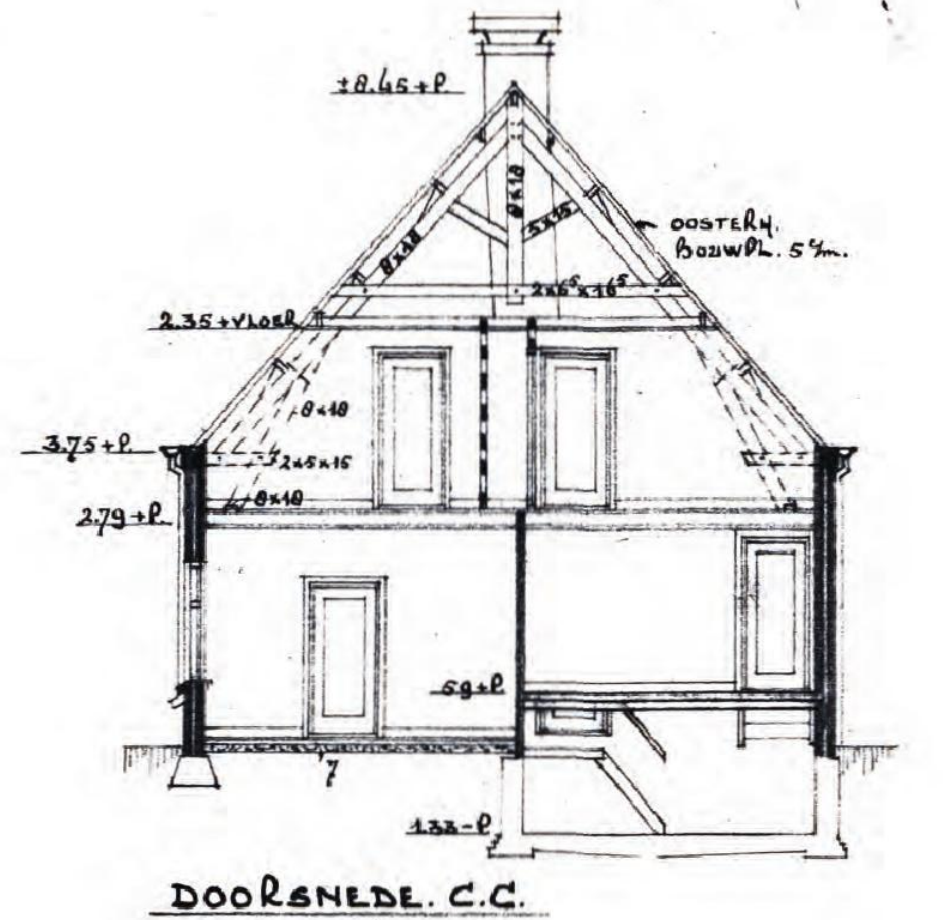 ± 8.45 + P.
8x18
5x15
OOSTERH.
BOUWPL. 5 c/m.
8x18
2x6⁵x16⁵
2.35 + VLOER
8x18
3.75 + P.
2x5x15
8x18
2.79 + P.
59 + P.
7
1.33 - P.
DOORSNEDE. C.C.